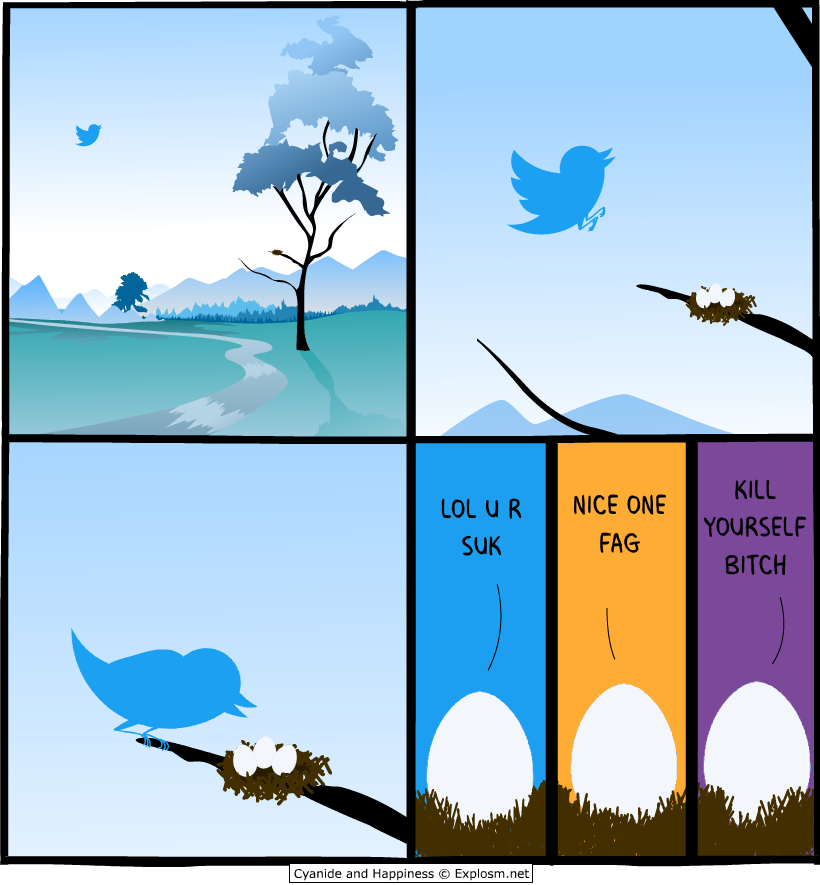 LOL U R
SUK
NICE ONE
FAG
KILL
YOURSELF
BITCH
Cyanide and Happiness © Explosm.net